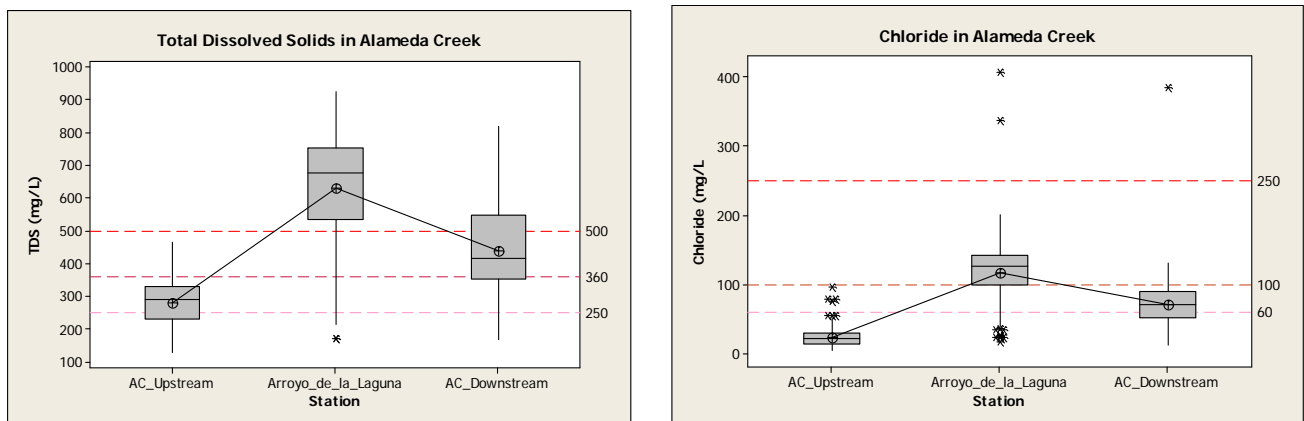 Total Dissolved Solids in Alameda Creek
1000
900
800
700
600
500
400
300
200
100
TDS (mg/L)
500
360
250
AC_Upstream
Arroyo_de_la_Laguna
AC_Downstream
Station
Chloride in Alameda Creek
400
300
200
100
0
Chloride (mg/L
250
100
60
AC_Upstream
Arroyo_de_la_Laguna
AC_Downstream
Station